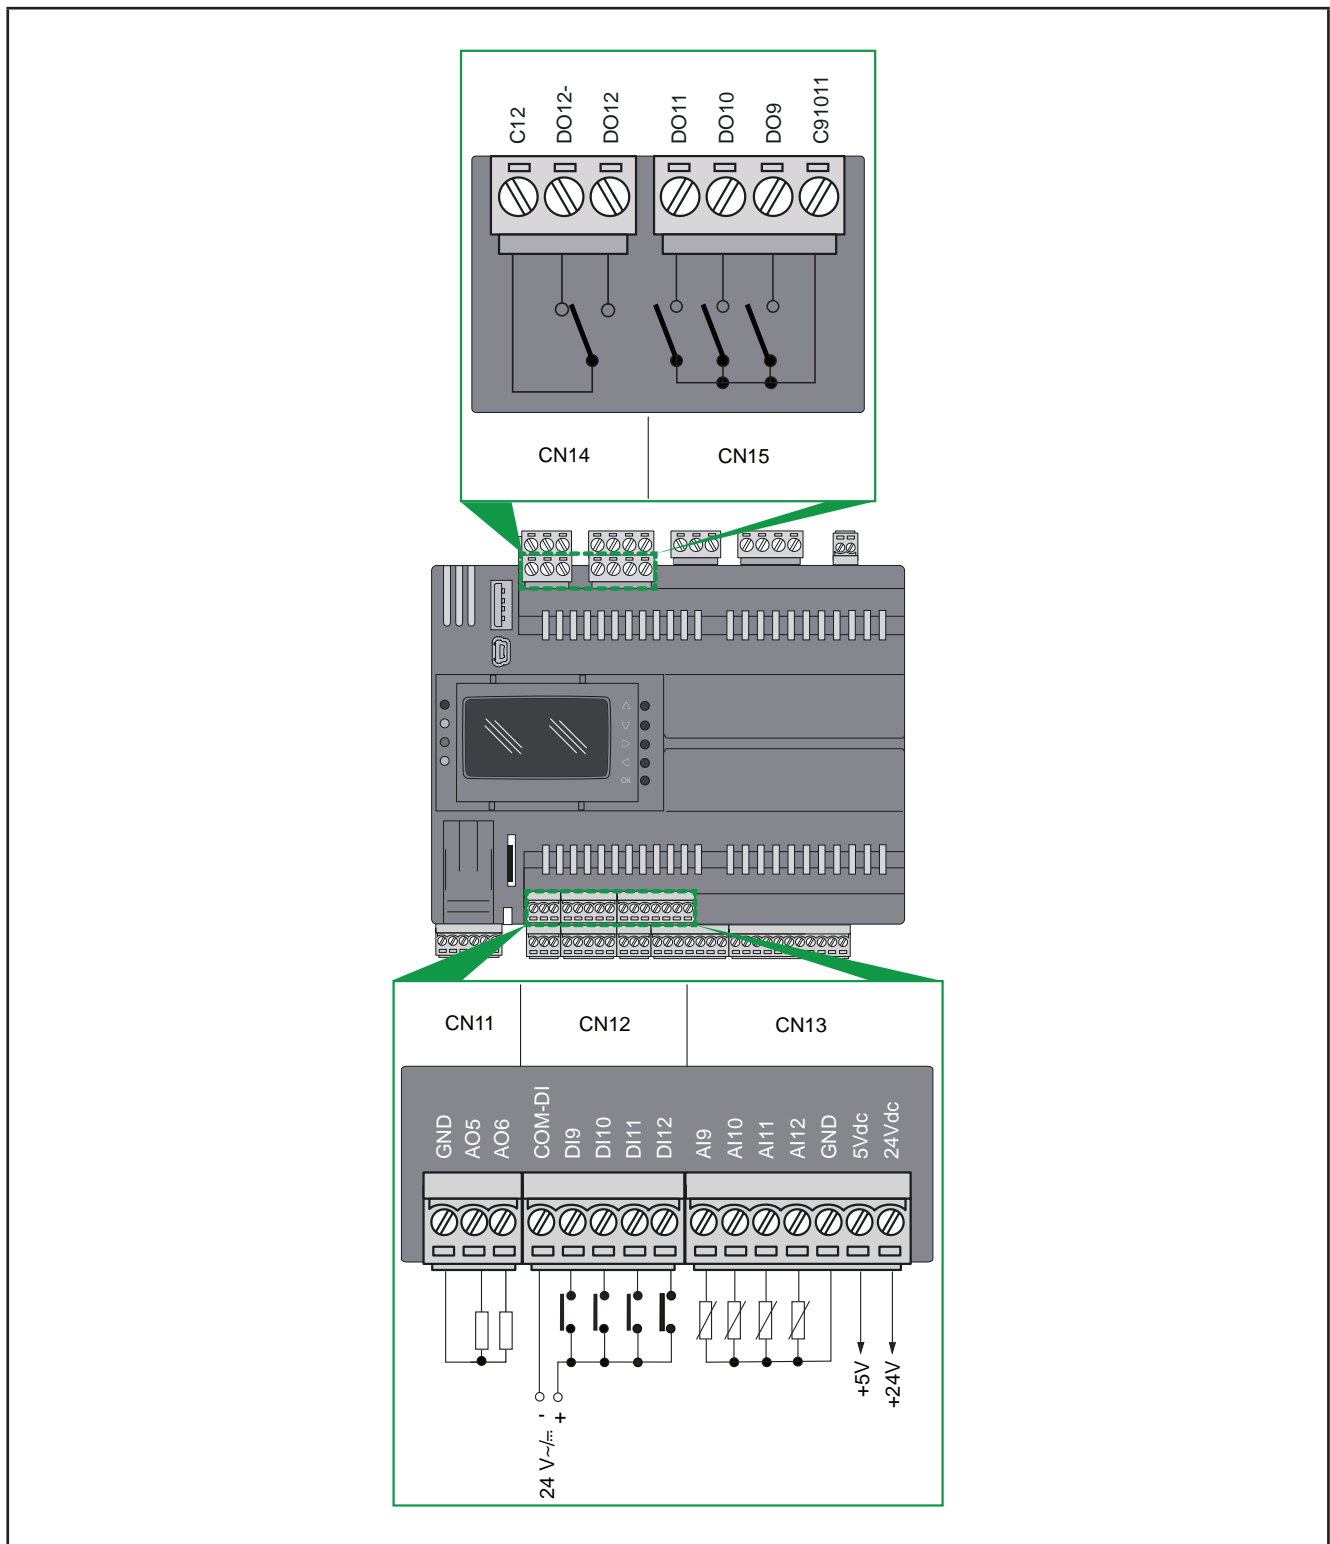 C12
DO12-
DO12
DO11
DO10
DO9
C91011
CN14
CN15
OK
CN11
CN12
CN13
GND
AO5
AO6
COM-DI
DI9
DI10
DI11
DI12
AI9
AI10
AI11
AI12
GND
5Vdc
24Vdc
- +
24 V~/⎓
+5V
+24V